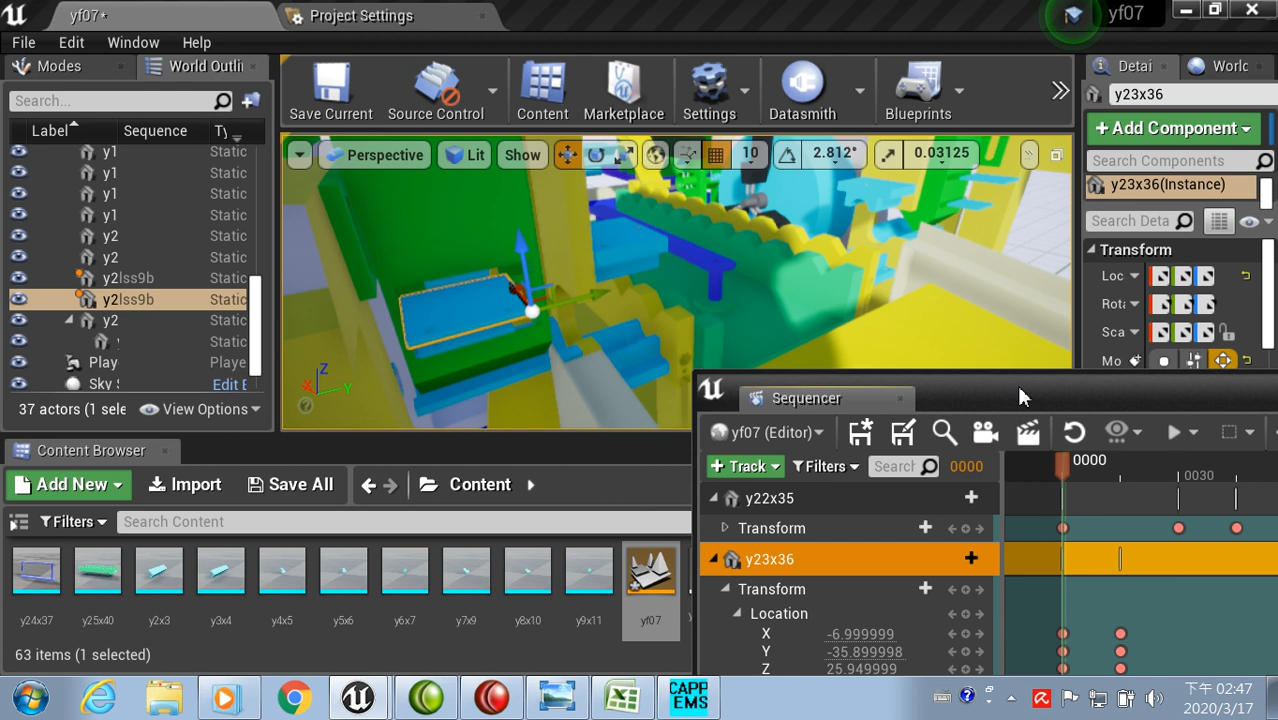 yf07*
Project Settings
yf07
File Edit Window Help
Modes
World Outli
Search...
Label Sequence Ty
y1 Static
y1 Static
y1 Static
y1 Static
y2 Static
y2 Static
y2 lss9b Static
y2 lss9b Static
y2 Static
Static
Play Playe
Sky S Edit E
37 actors (1 sele
View Options
Save Current
Source Control
Content
Marketplace
Settings
Datasmith
Blueprints
Perspective
Lit
Show
10
2.812°
0.03125
Z
X
Y
Detai
World
y23x36
+ Add Component
Search Components
y23x36(Instance)
Search Deta
Transform
Loc
Rota
Sca
Mo
Content Browser
Add New
Import
Save All
Content
Filters
Search Content
y24x37 y25x40 y2x3 y3x4 y4x5 y5x6 y6x7 y7x9 y8x10 y9x11 yf07
63 items (1 selected)
Sequencer
yf07 (Editor)
+ Track
Filters
Search
0000
0000
0030
y22x35
Transform
y23x36
Transform
Location
X -6.999999
Y -35.899998
Z 25.949999
CAPP
EMS
下午 02:47
2020/3/17